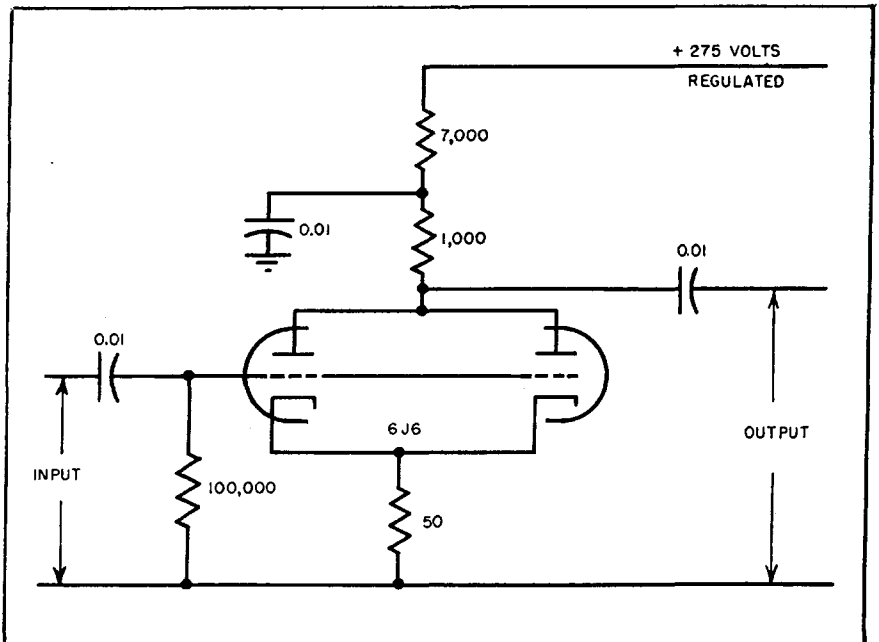 + 275 VOLTS
REGULATED
7,000
0.01
1,000
0.01
0.01
6J6
OUTPUT
INPUT
100,000
50